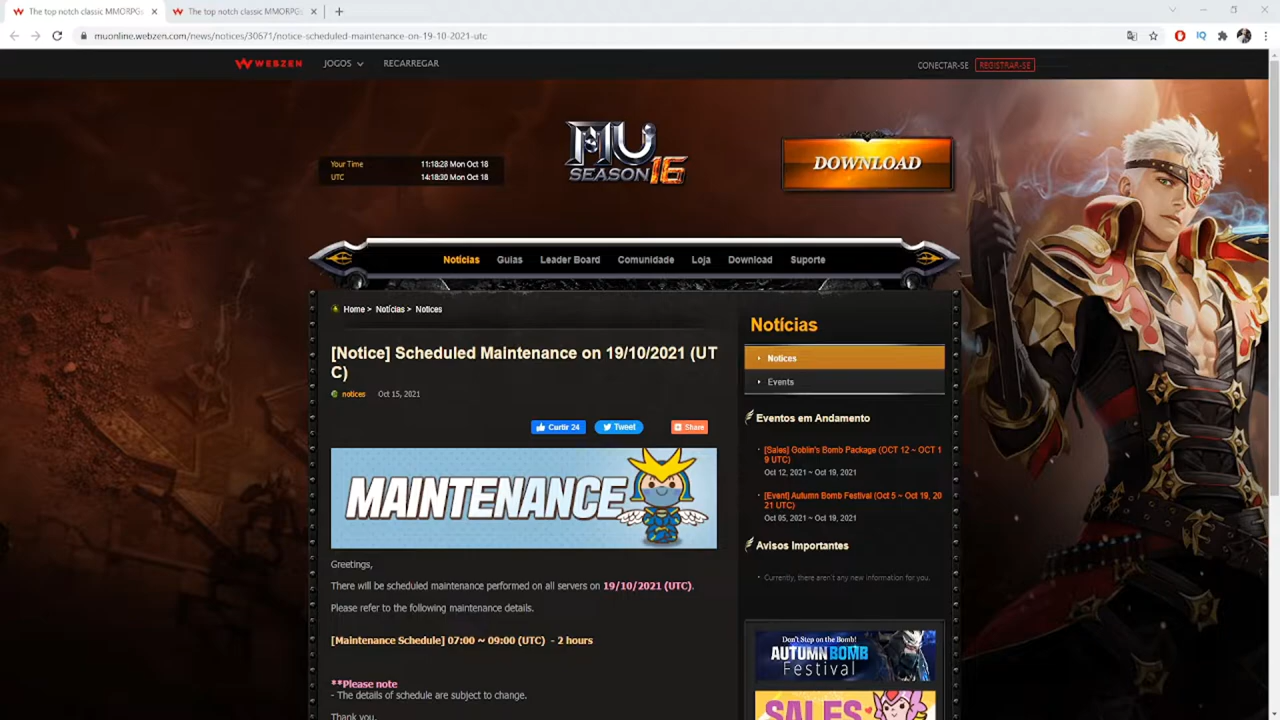 The top notch classic MMORPG
The top notch classic MMORPG
muonline.webzen.com/news/notices/30671/notice-scheduled-maintenance-on-19-10-2021-utc
WEBZEN
JOGOS
RECARREGAR
CONECTAR-SE
REGISTRAR-SE
Your Time 11:18:28 Mon Oct 18
UTC 14:18:30 Mon Oct 18
MU
SEASON 16
DOWNLOAD
Notícias
Guias
Leader Board
Comunidade
Loja
Download
Suporte
Home > Notícias > Notices
[Notice] Scheduled Maintenance on 19/10/2021 (UT
C)
notices Oct 15, 2021
Curtir 24
Tweet
Share
MAINTENANCE
Greetings,
There will be scheduled maintenance performed on all servers on 19/10/2021 (UTC).
Please refer to the following maintenance details.
[Maintenance Schedule] 07:00 ~ 09:00 (UTC) - 2 hours
**Please note
- The details of schedule are subject to change.
Thank you.
Notícias
Notices
Events
Eventos em Andamento
[Sales] Goblin's Bomb Package (OCT 12 ~ OCT 1
9 UTC)
Oct 12, 2021 ~ Oct 19, 2021
[Event] Autumn Bomb Festival (Oct 5 ~ Oct 19, 20
21 UTC)
Oct 05, 2021 ~ Oct 19, 2021
Avisos Importantes
Currently, there aren't any new information for you.
Don't Step on the Bomb!
AUTUMN BOMB
Festival
SALES